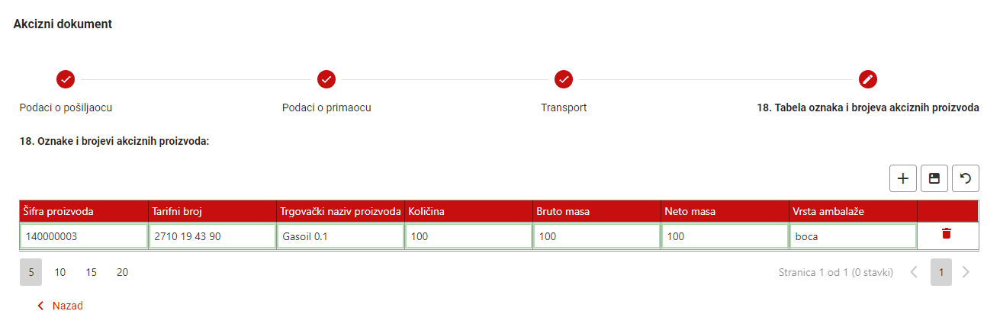 Akcizni dokument
Podaci o pošiljaocu
Podaci o primaocu
Transport
18. Tabela oznaka i brojeva akciznih proizvoda
18. Oznake i brojevi akciznih proizvoda:
Šifra proizvoda Tarifni broj Trgovački naziv proizvoda Količina Bruto masa Neto masa Vrsta ambalaže
140000003 2710 19 43 90 Gasoil 0.1 100 100 100 boca
5 10 15 20 Stranica 1 od 1 (0 stavki) 1
Nazad